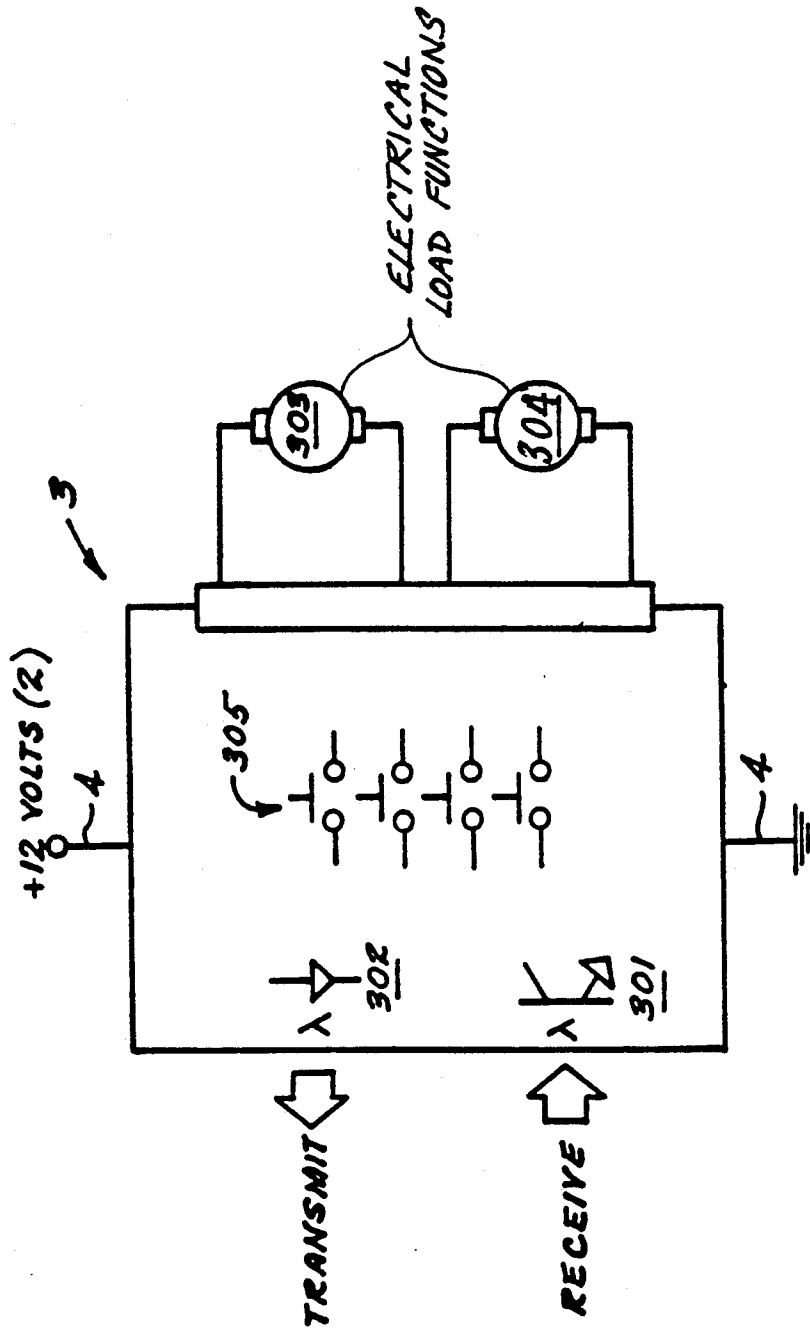 +12 VOLTS (2)
4
3
305
303
304
ELECTRICAL
LOAD FUNCTIONS
TRANSMIT
λ
302
RECEIVE
λ
301
4